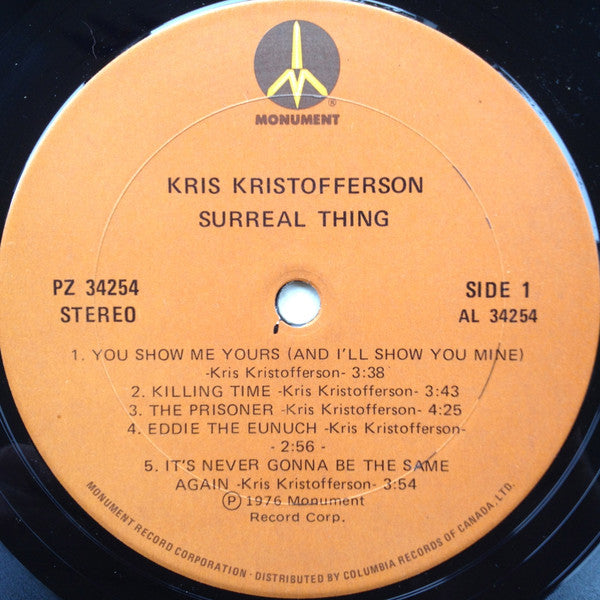 ®
MONUMENT
KRIS KRISTOFFERSON
SURREAL THING
PZ 34254
STEREO
SIDE 1
AL 34254
1. YOU SHOW ME YOURS (AND I'LL SHOW YOU MINE)
-Kris Kristofferson- 3:38
2. KILLING TIME -Kris Kristofferson- 3:43
3. THE PRISONER -Kris Kristofferson- 4:25
4. EDDIE THE EUNUCH -Kris Kristofferson-
- 2:56 -
5. IT'S NEVER GONNA BE THE SAME
AGAIN -Kris Kristofferson- 3:54
Ⓟ 1976 Monument
Record Corp.
MONUMENT RECORD CORPORATION - DISTRIBUTED BY COLUMBIA RECORDS OF CANADA, LTD.